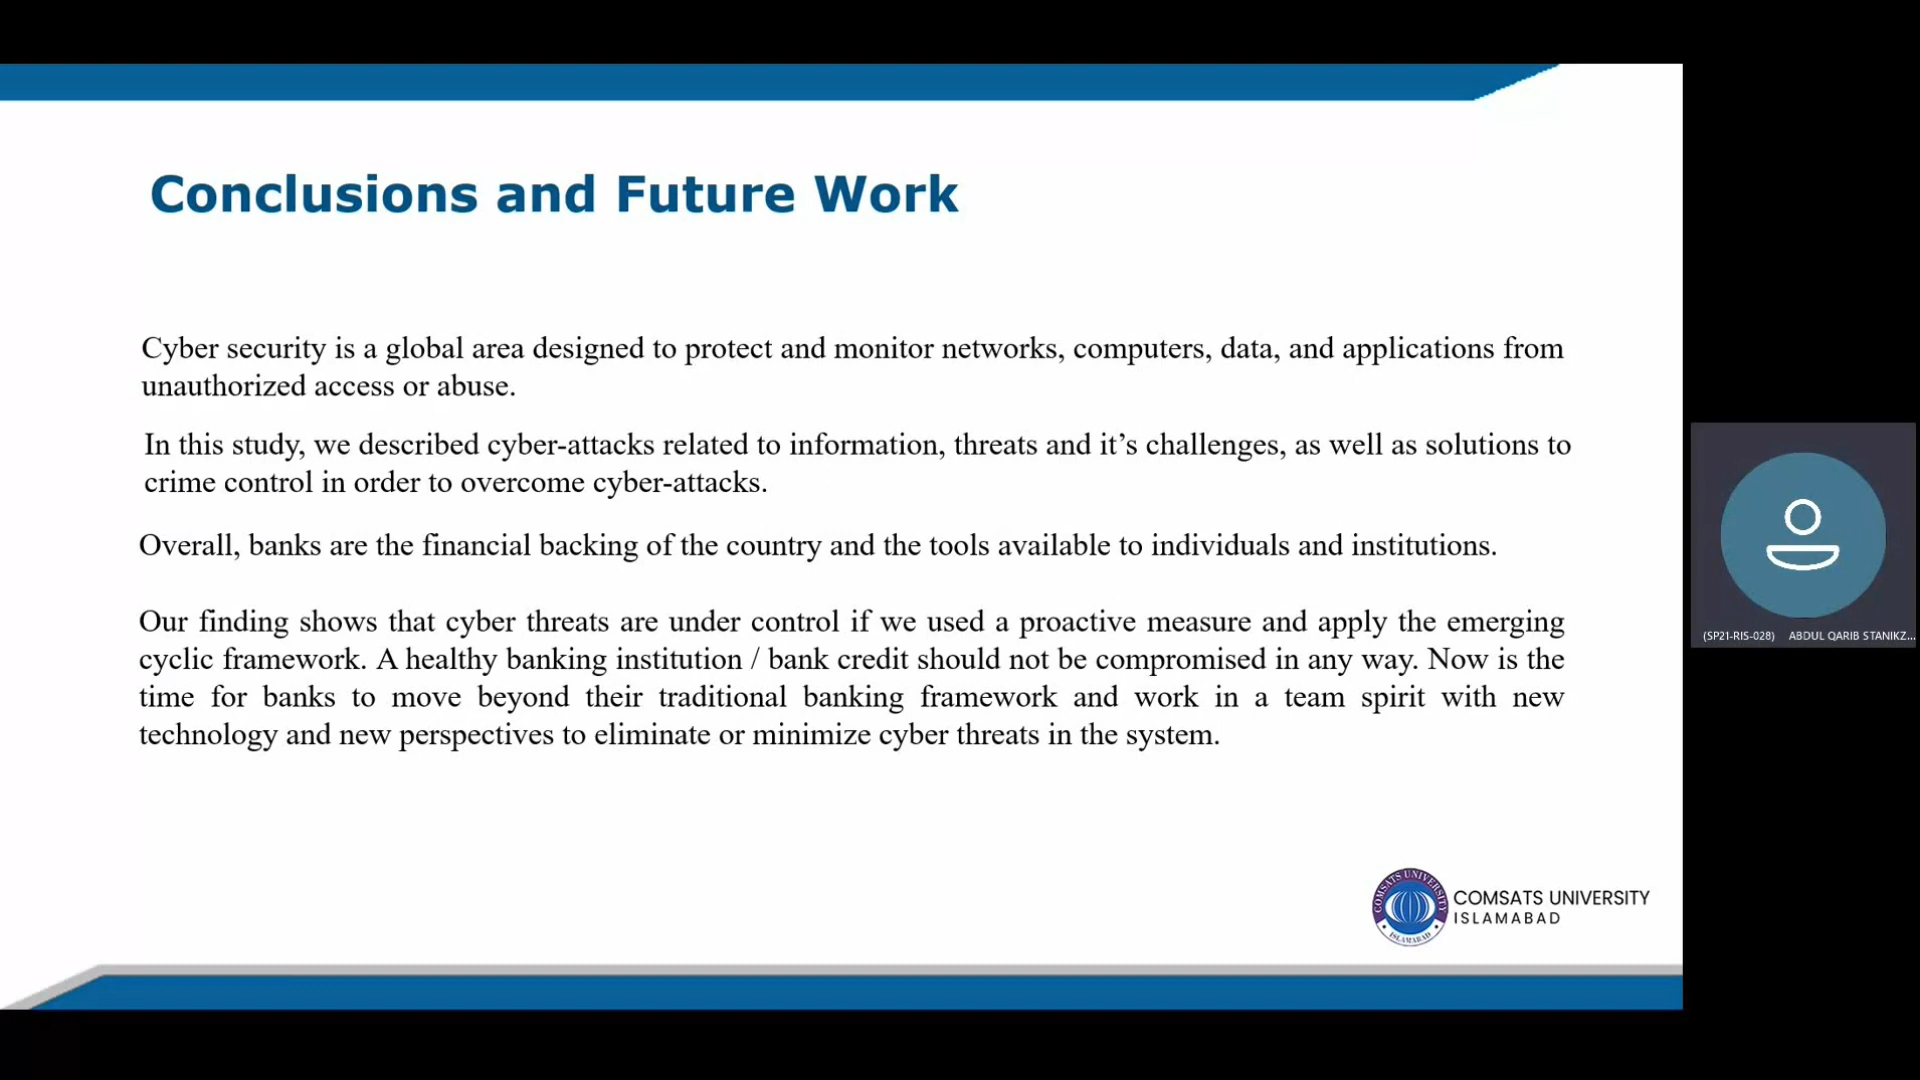 Conclusions and Future Work
Cyber security is a global area designed to protect and monitor networks, computers, data, and applications from
unauthorized access or abuse.
In this study, we described cyber-attacks related to information, threats and it’s challenges, as well as solutions to
crime control in order to overcome cyber-attacks.
Overall, banks are the financial backing of the country and the tools available to individuals and institutions.
Our finding shows that cyber threats are under control if we used a proactive measure and apply the emerging
cyclic framework. A healthy banking institution / bank credit should not be compromised in any way. Now is the
time for banks to move beyond their traditional banking framework and work in a team spirit with new
technology and new perspectives to eliminate or minimize cyber threats in the system.
COMSATS UNIVERSITY
ISLAMABAD
COMSATS UNIVERSITY
ISLAMABAD
(SP21-RIS-028) ABDUL QARIB STANIKZ...